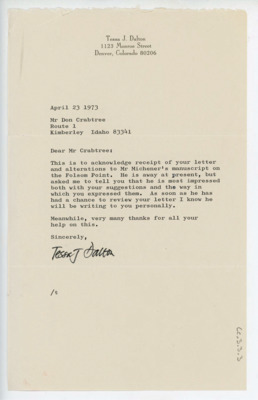 Tessa J. Dalton
1123 Monroe Street
Denver, Colorado 80206
April 23 1973
Mr Don Crabtree
Route 1
Kimberley Idaho 83341
Dear Mr Crabtree:
This is to acknowledge receipt of your letter
and alterations to Mr Michener's manuscript on
the Folsom Point. He is away at present, but
asked me to tell you that he is most impressed
both with your suggestions and the way in
which you expressed them. As soon as he has
had a chance to review your letter I know he
will be writing to you personally.
Meanwhile, very many thanks for all your
help on this.
Sincerely,
Tessa J Dalton